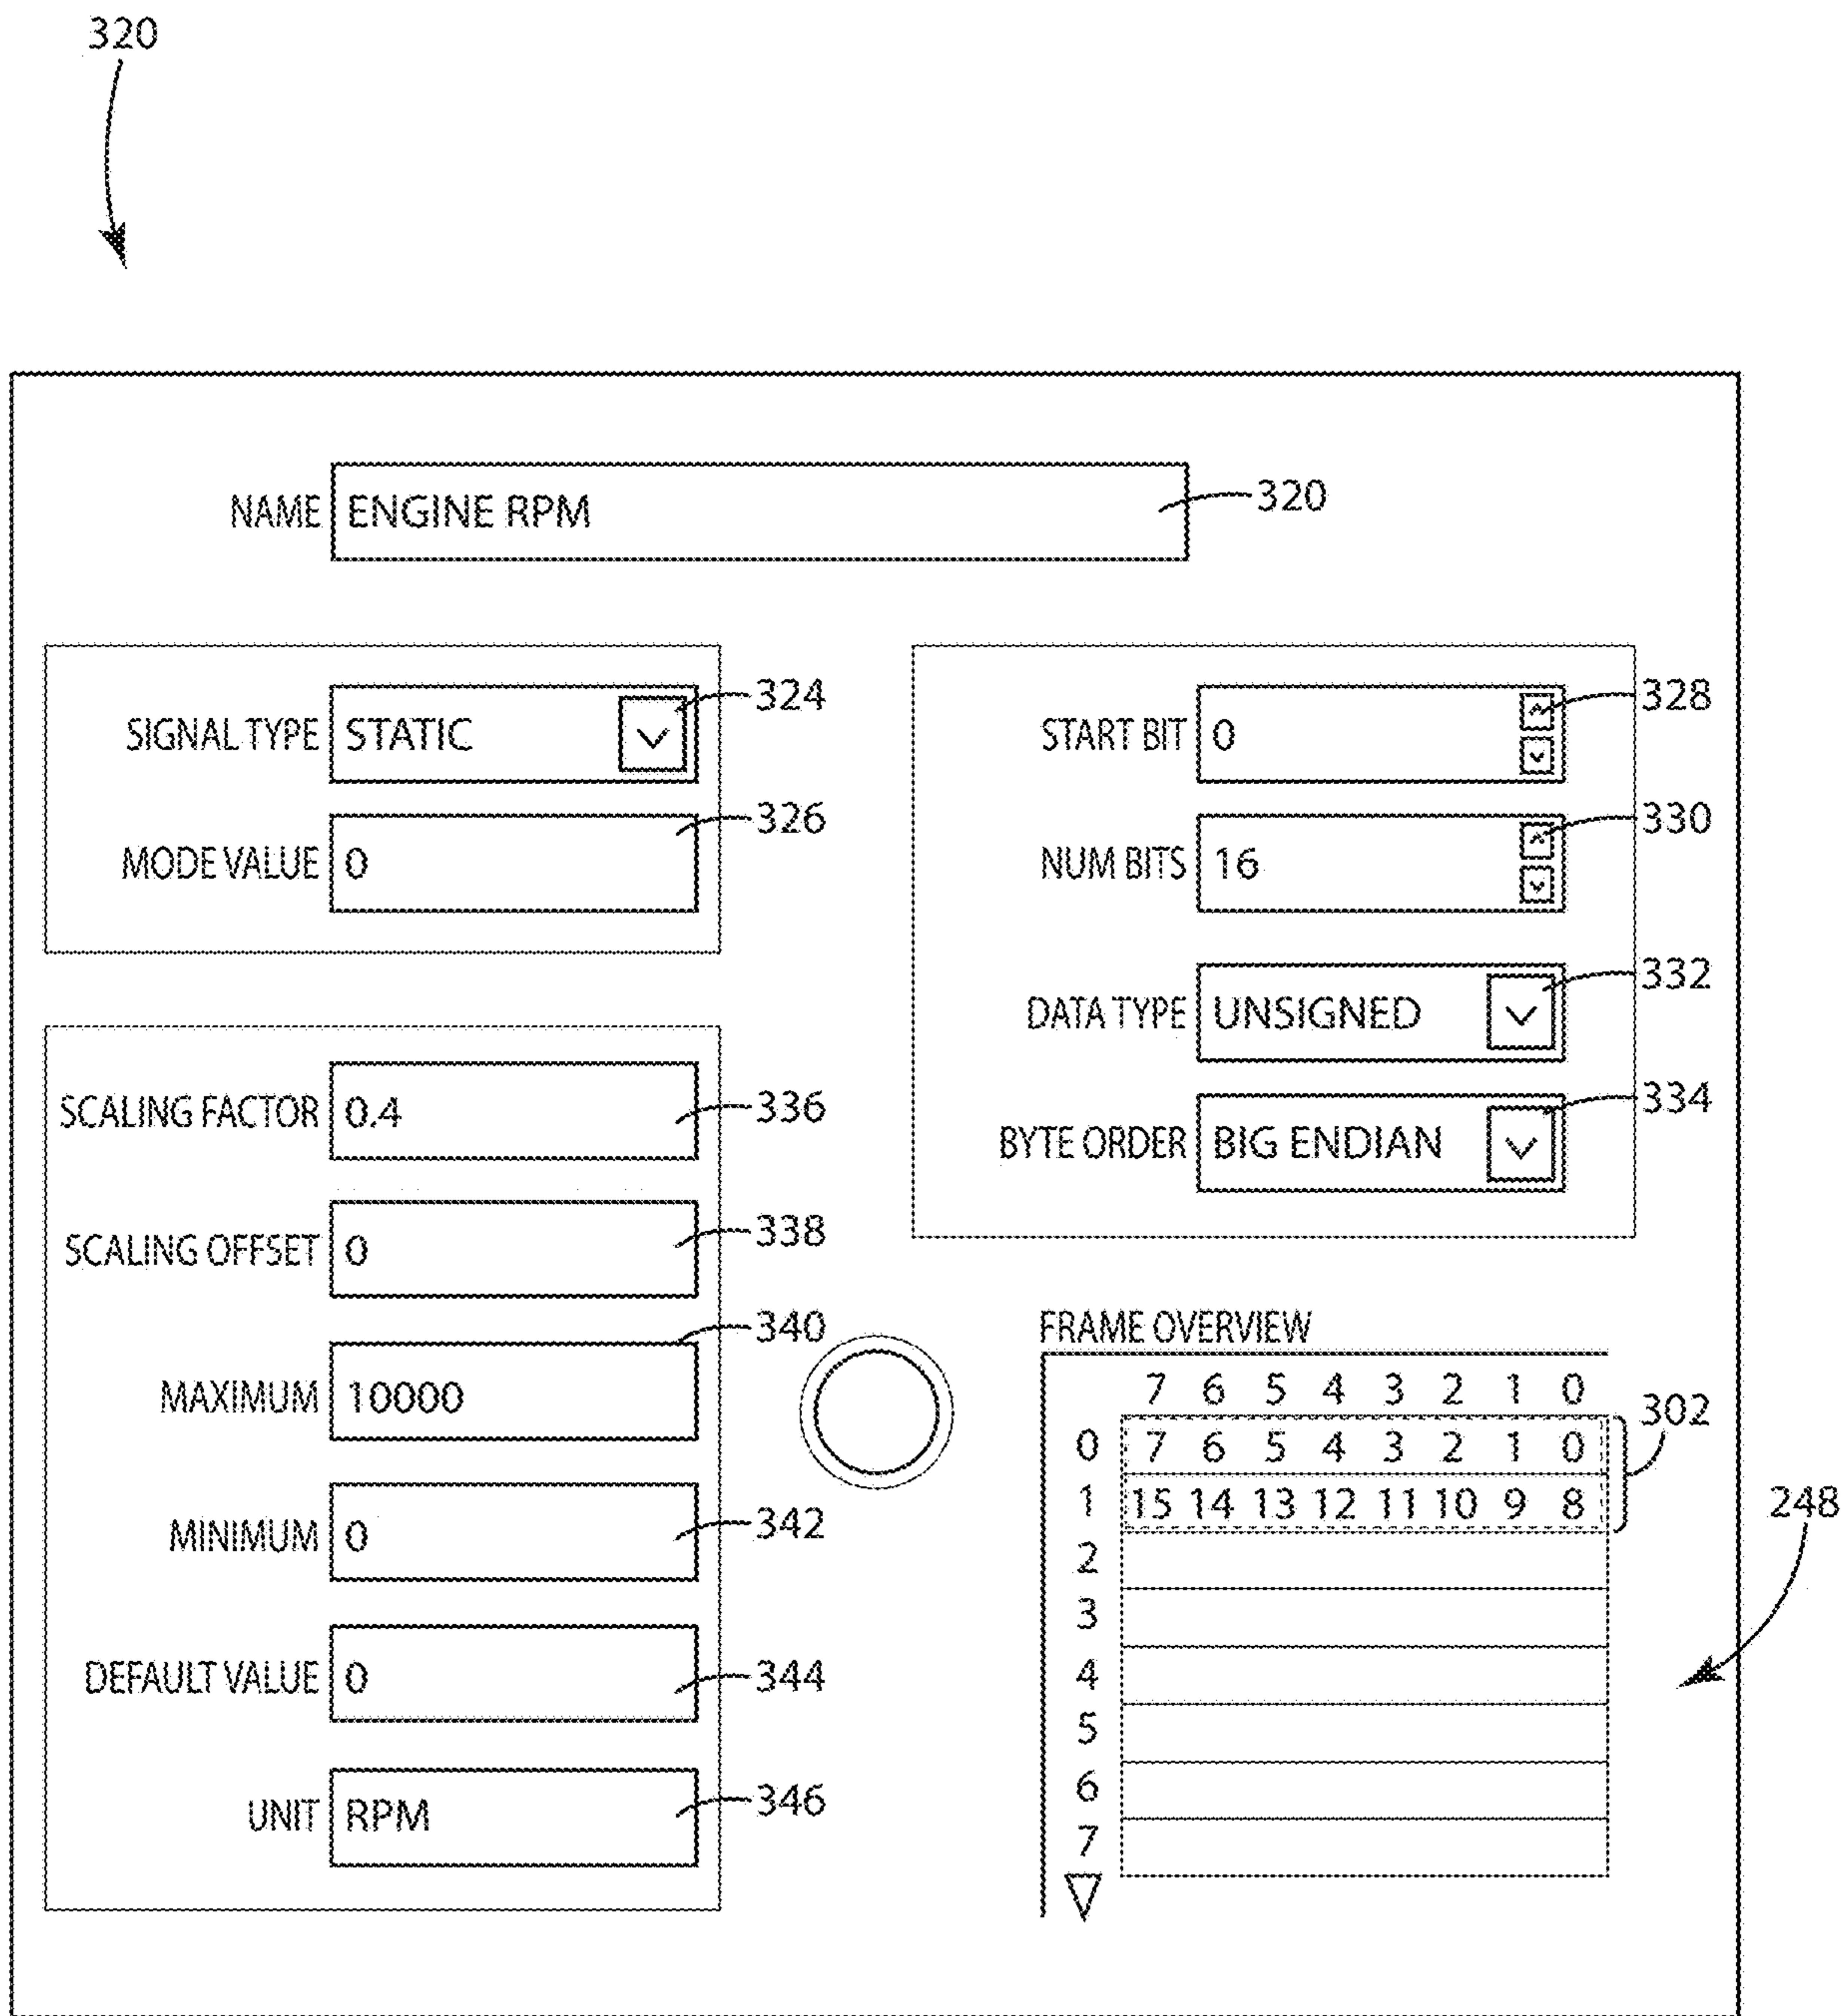 320
NAME ENGINE RPM 320
SIGNAL TYPE STATIC 324
MODE VALUE 0 326
START BIT 0 328
NUM BITS 16 330
DATA TYPE UNSIGNED 332
BYTE ORDER BIG ENDIAN 334
SCALING FACTOR 0.4 336
SCALING OFFSET 0 338
MAXIMUM 10000 340
MINIMUM 0 342
DEFAULT VALUE 0 344
UNIT RPM 346
FRAME OVERVIEW
7 6 5 4 3 2 1 0
0 7 6 5 4 3 2 1 0
302
1 15 14 13 12 11 10 9 8
248
2
3
4
5
6
7